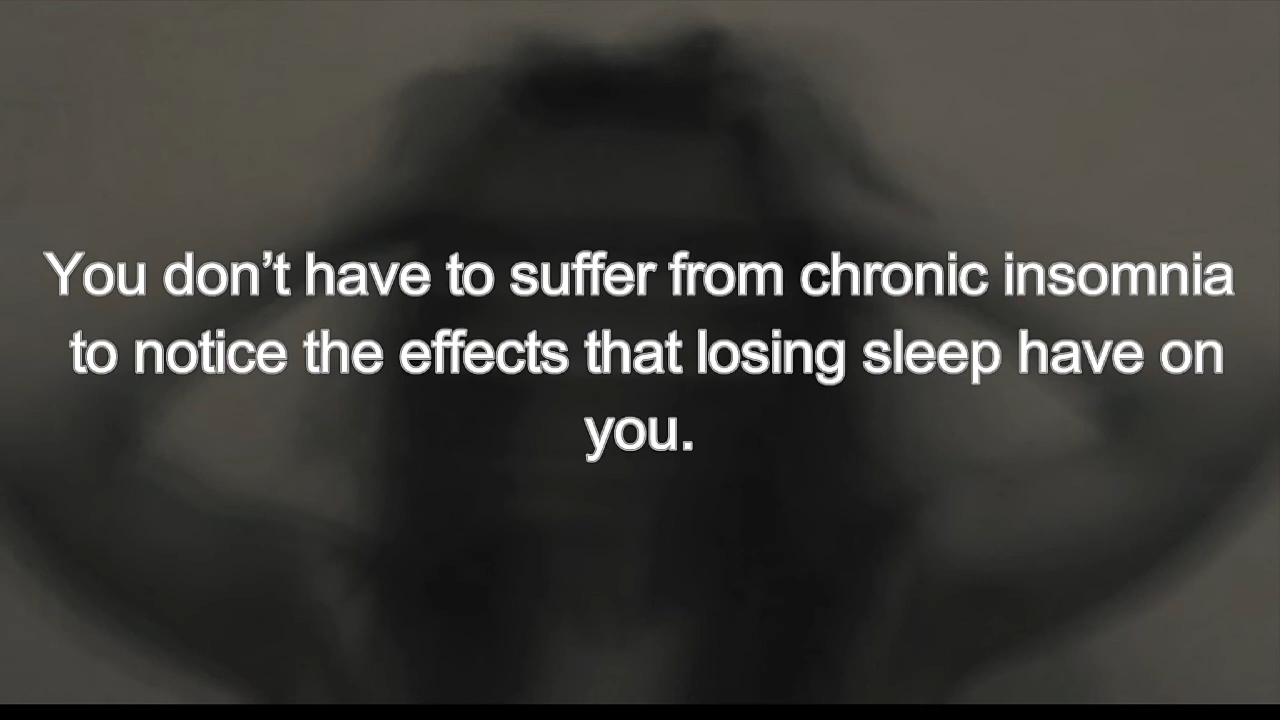 You don’t have to suffer from chronic insomnia
to notice the effects that losing sleep have on
you.